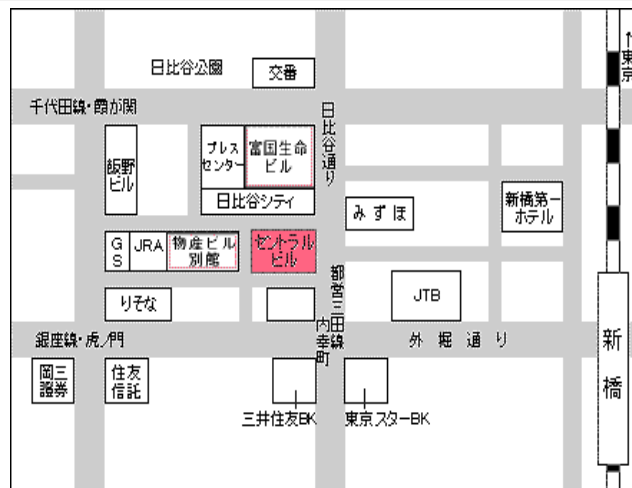 ↑東京
日比谷公園
交番
千代田線・霞が関
日比谷通り
飯野
ビル
プレス
センター
富国生命
ビル
日比谷シティ
みずほ
新橋第一
ホテル
GS
JRA
物産ビル
別館
セントラル
ビル
都営三田線
内幸町
りそな
JTB
銀座線・虎ノ門
外堀通り
新橋
岡三
證券
住友
信託
三井住友BK
東京スターBK